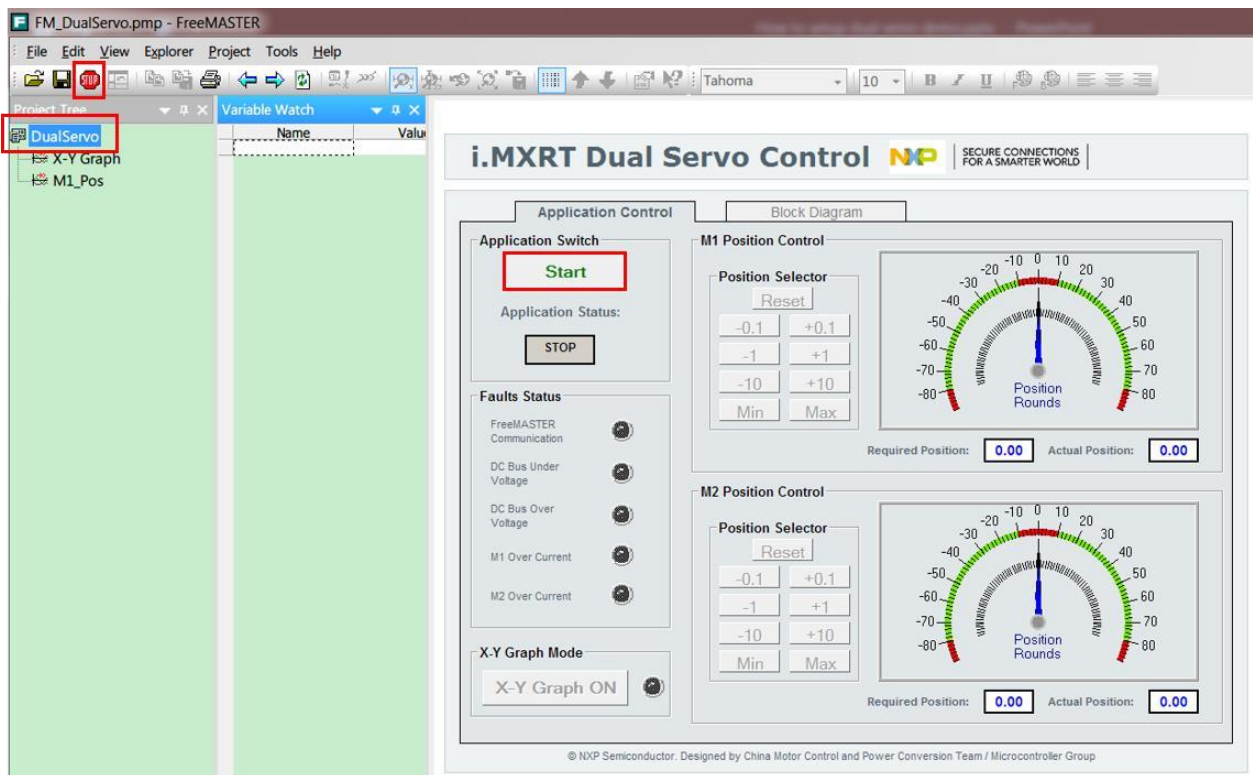 FM_DualServo.pmp - FreeMASTER
File Edit View Explorer Project Tools Help
STOP
Tahoma 10 B I U
Project Tree
Variable Watch
DualServo
X-Y Graph
M1_Pos
Name Valu
i.MXRT Dual Servo Control NXP SECURE CONNECTIONS
FOR A SMARTER WORLD
Application Control Block Diagram
Application Switch
Start
Application Status:
STOP
Faults Status
FreeMASTER
Communication
DC Bus Under
Voltage
DC Bus Over
Voltage
M1 Over Current
M2 Over Current
X-Y Graph Mode
X-Y Graph ON
M1 Position Control
Position Selector
Reset
-0.1 +0.1
-1 +1
-10 +10
Min Max
-10 0 10
-20 20
-30 30
-40 40
-50 50
-60 60
-70 70
-80 80
Position
Rounds
Required Position: 0.00 Actual Position: 0.00
M2 Position Control
Position Selector
Reset
-0.1 +0.1
-1 +1
-10 +10
Min Max
-10 0 10
-20 20
-30 30
-40 40
-50 50
-60 60
-70 70
-80 80
Position
Rounds
Required Position: 0.00 Actual Position: 0.00
© NXP Semiconductor. Designed by China Motor Control and Power Conversion Team / Microcontroller Group